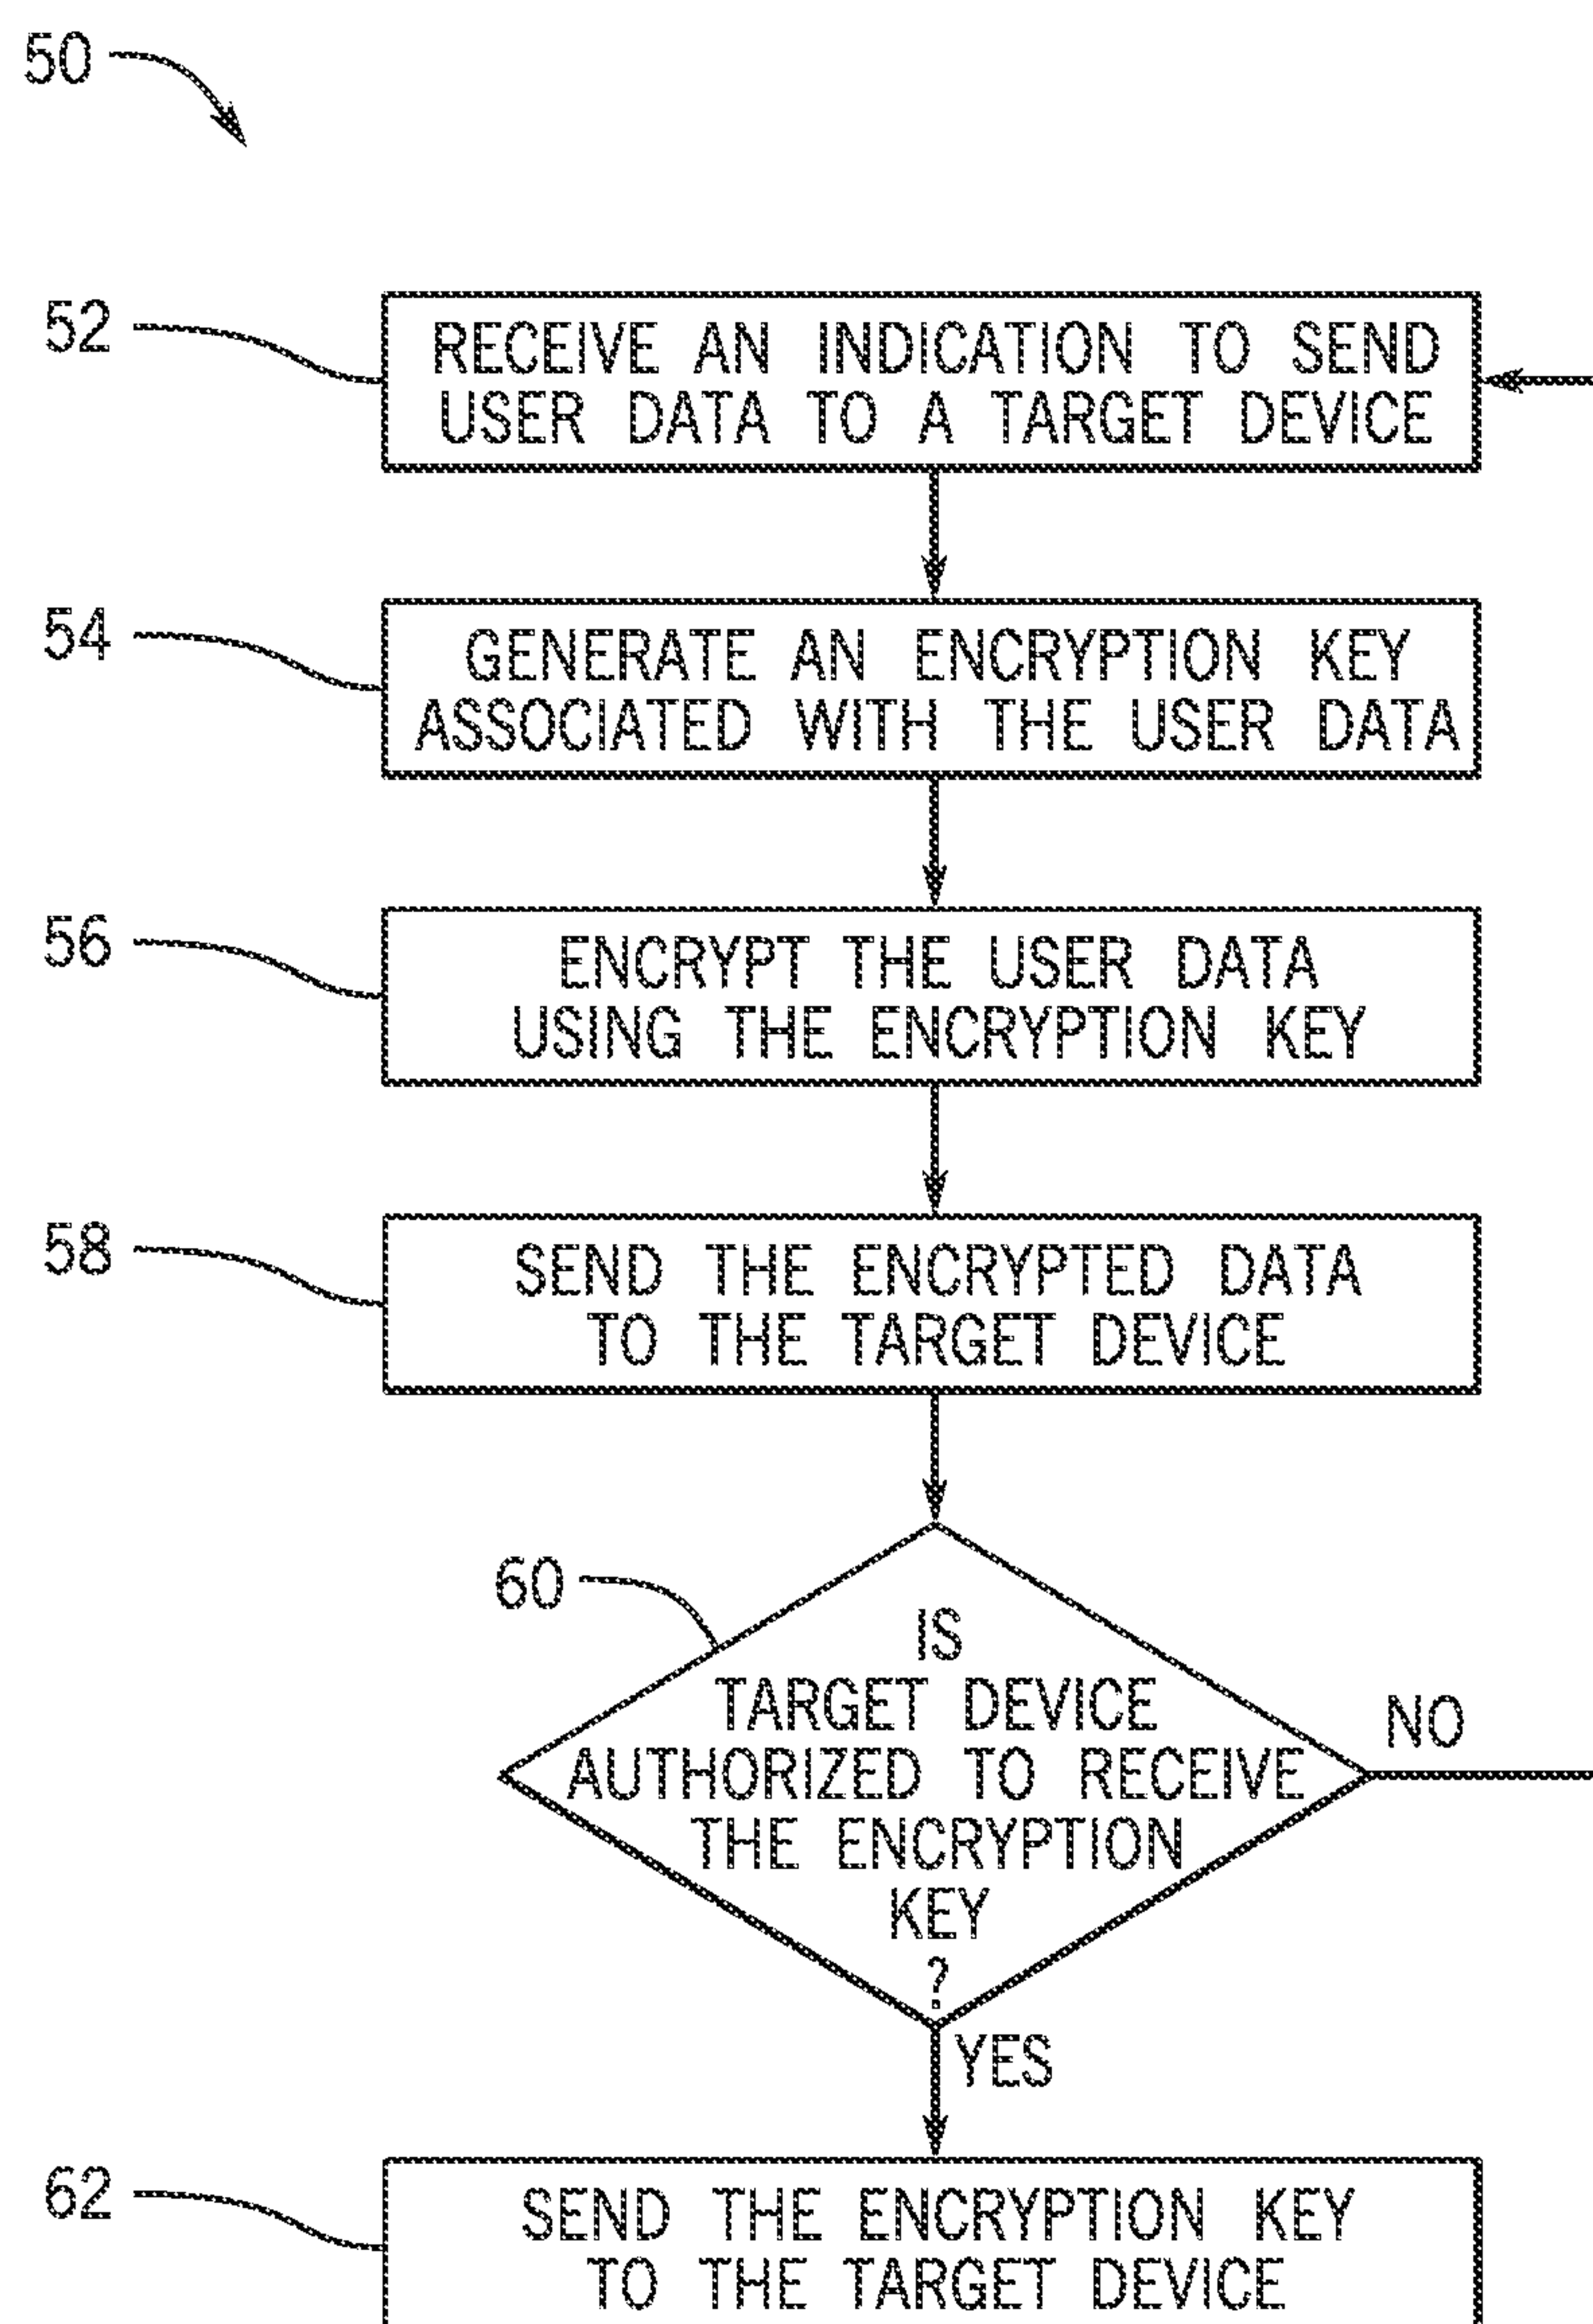 50
52
RECEIVE AN INDICATION TO SEND
USER DATA TO A TARGET DEVICE
54
GENERATE AN ENCRYPTION KEY
ASSOCIATED WITH THE USER DATA
56
ENCRYPT THE USER DATA
USING THE ENCRYPTION KEY
58
SEND THE ENCRYPTED DATA
TO THE TARGET DEVICE
60
IS
TARGET DEVICE
AUTHORIZED TO RECEIVE
THE ENCRYPTION
KEY
?
NO
YES
62
SEND THE ENCRYPTION KEY
TO THE TARGET DEVICE